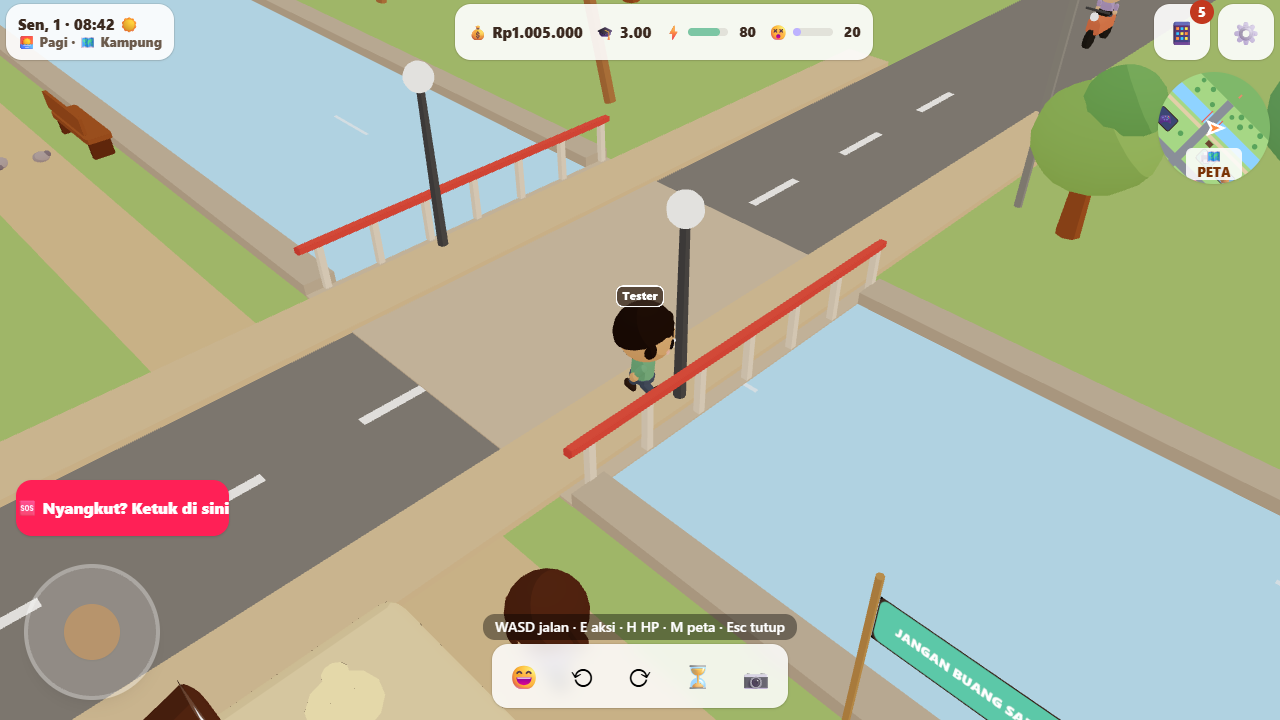 Sen, 1 • 08:42
Pagi • Kampung
Rp1.005.000 3.00 80 20
5
PETA
Tester
SOS Nyangkut? Ketuk di sini
WASD jalan · E aksi · H HP · M peta · Esc tutup
JANGAN BUANG